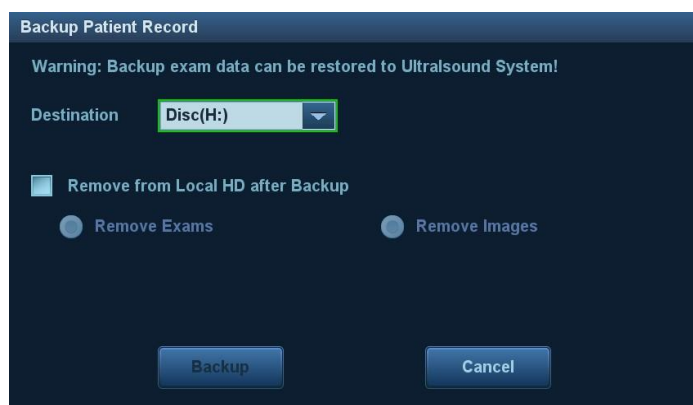 Backup Patient Record
Warning: Backup exam data can be restored to Ultralsound System!
Destination Disc(H:)
Remove from Local HD after Backup
Remove Exams Remove Images
Backup Cancel